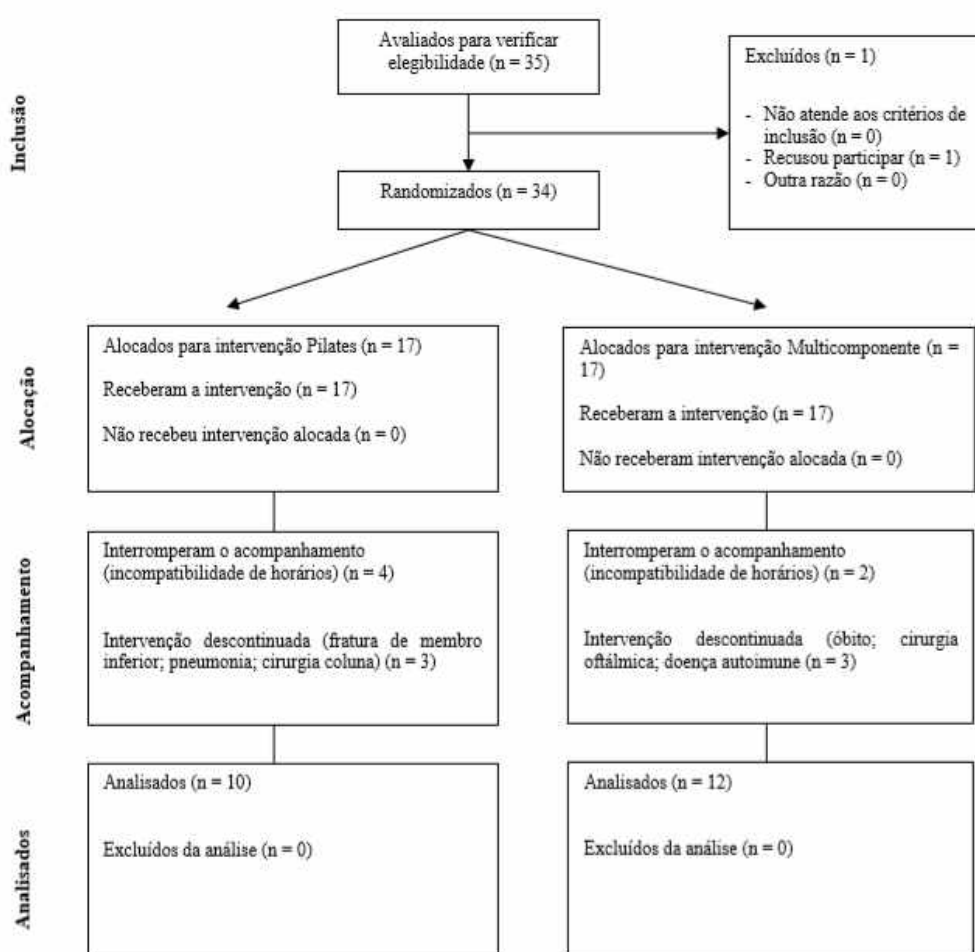 Inclusão
Avaliados para verificar
elegibilidade (n = 35)
Excluídos (n = 1)
- Não atende aos critérios de
inclusão (n = 0)
- Recusou participar (n = 1)
- Outra razão (n = 0)
Randomizados (n = 34)
Alocação
Alocados para intervenção Pilates (n = 17)
Receberam a intervenção (n = 17)
Não recebeu intervenção alocada (n = 0)
Alocados para intervenção Multicomponente (n =
17)
Receberam a intervenção (n = 17)
Não receberam intervenção alocada (n = 0)
Acompanhamento
Interromperam o acompanhamento
(incompatibilidade de horários) (n = 4)
Intervenção descontinuada (fratura de membro
inferior; pneumonia; cirurgia coluna) (n = 3)
Interromperam o acompanhamento
(incompatibilidade de horários) (n = 2)
Intervenção descontinuada (óbito; cirurgia
oftálmica; doença autoimune (n = 3)
Analisados
Analisados (n = 10)
Excluídos da análise (n = 0)
Analisados (n = 12)
Excluídos da análise (n = 0)